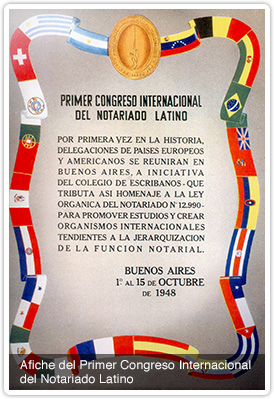 PRIMER CONGRESO INTERNACIONAL
DEL NOTARIADO LATINO
POR PRIMERA VEZ EN LA HISTORIA,
DELEGACIONES DE PAISES EUROPEOS
Y AMERICANOS SE REUNIRAN EN
BUENOS AIRES, A INICIATIVA
DEL COLEGIO DE ESCRIBANOS - QUE
TRIBUTA ASI HOMENAJE A LA LEY
ORGANICA DEL NOTARIADO Nº 12.990-
PARA PROMOVER ESTUDIOS Y CREAR
ORGANISMOS INTERNACIONALES
TENDIENTES A LA JERARQUIZACION
DE LA FUNCION NOTARIAL.
BUENOS AIRES
1º AL 15 DE OCTUBRE
DE 1948
Afiche del Primer Congreso Internacional
del Notariado Latino